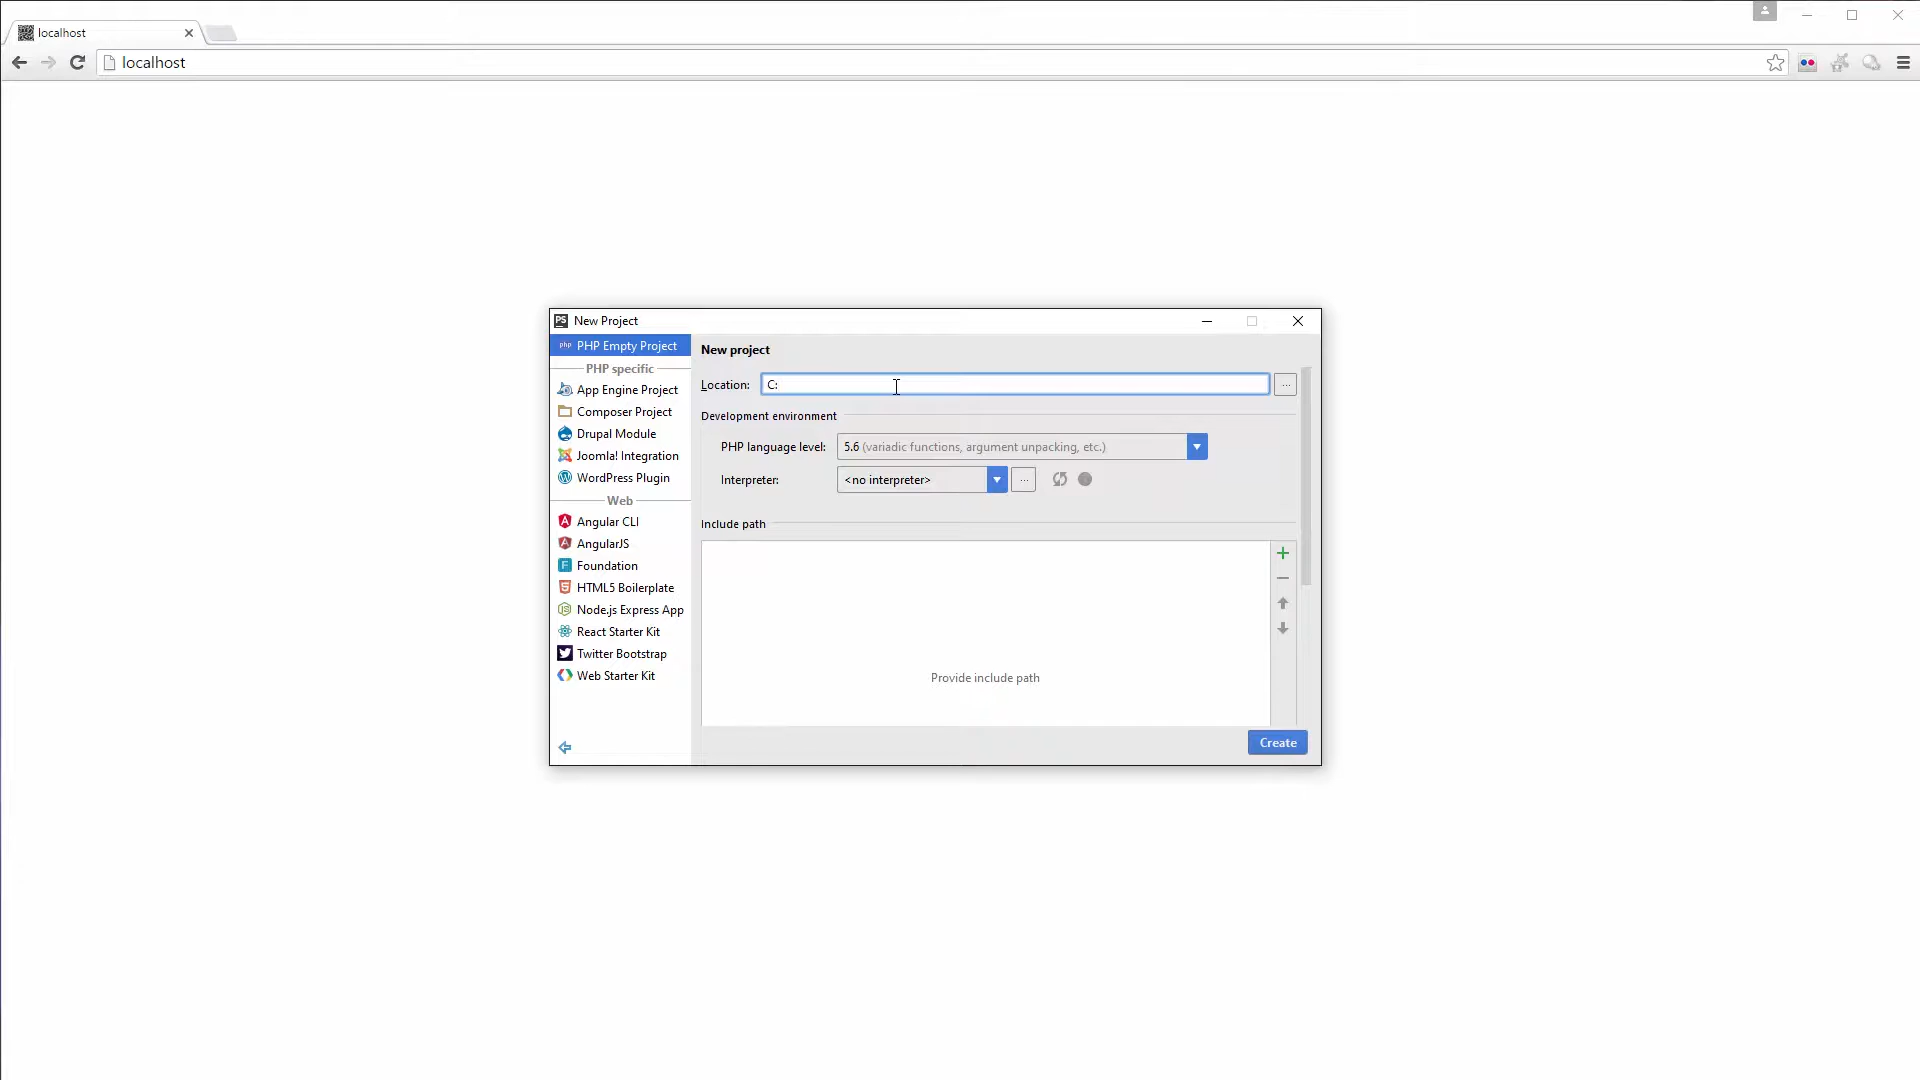 localhost
localhost
PS New Project
php PHP Empty Project
PHP specific
App Engine Project
Composer Project
Drupal Module
Joomla! Integration
WordPress Plugin
Web
Angular CLI
AngularJS
Foundation
HTML5 Boilerplate
Node.js Express App
React Starter Kit
Twitter Bootstrap
Web Starter Kit
New project
Location: C: ...
Development environment
PHP language level: 5.6 (variadic functions, argument unpacking, etc.)
Interpreter: <no interpreter> ...
Include path
Provide include path
Create